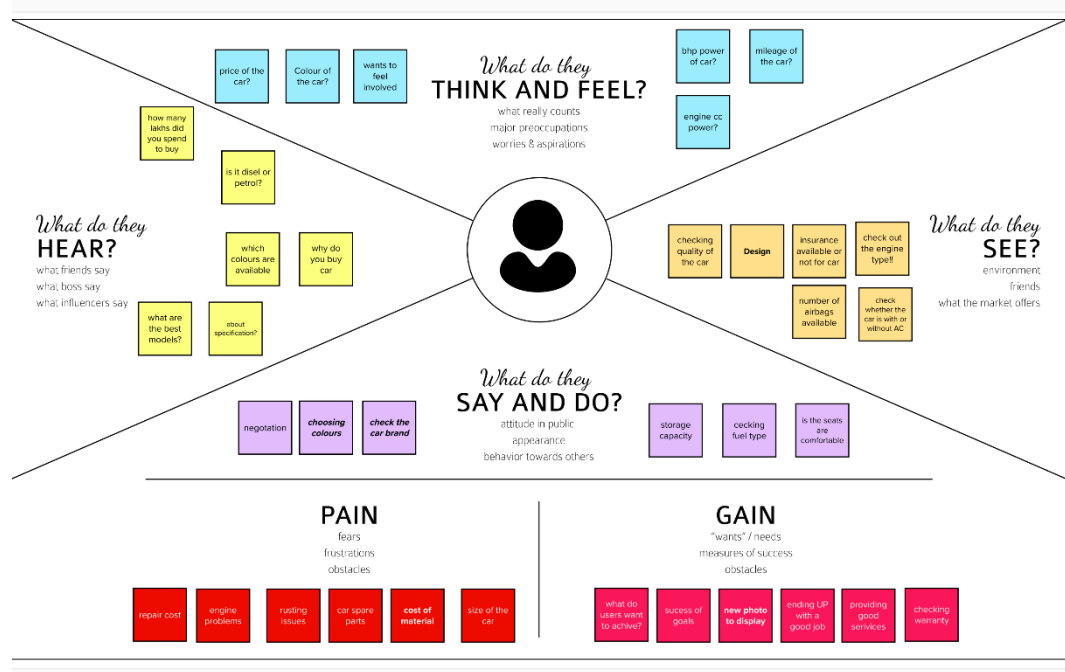 What do they
THINK AND FEEL?
what really counts
major preoccupations
worries & aspirations
price of the
car?
Colour of
the car?
wants to
feel
involved
bhp power
of car?
mileage of
the car?
engine cc
power?
What do they
HEAR?
what friends say
what boss say
what influencers say
how many
lakhs did
you spend
to buy
is it disel or
petrol?
which
colours are
available
why do
you buy
car
what are
the best
models?
about
specification?
What do they
SEE?
environment
friends
what the market offers
checking
quality of
the car
Design
insurance
available or
not for car
check out
the engine
type!!
number of
airbags
available
check
whether the
car is with or
without AC
What do they
SAY AND DO?
attitude in public
appearance
behavior towards others
negotation
choosing
colours
check the
car brand
storage
capacity
cecking
fuel type
is the seats
are
comfortable
PAIN
fears
frustrations
obstacles
repair cost
engine
problems
rusting
issues
car spare
parts
cost of
material
size of the
car
GAIN
"wants" / needs
measures of success
obstacles
what do
users want
to achive?
sucess of
goals
new photo
to display
ending UP
with a
good job
providing
good
serivices
checking
warranty